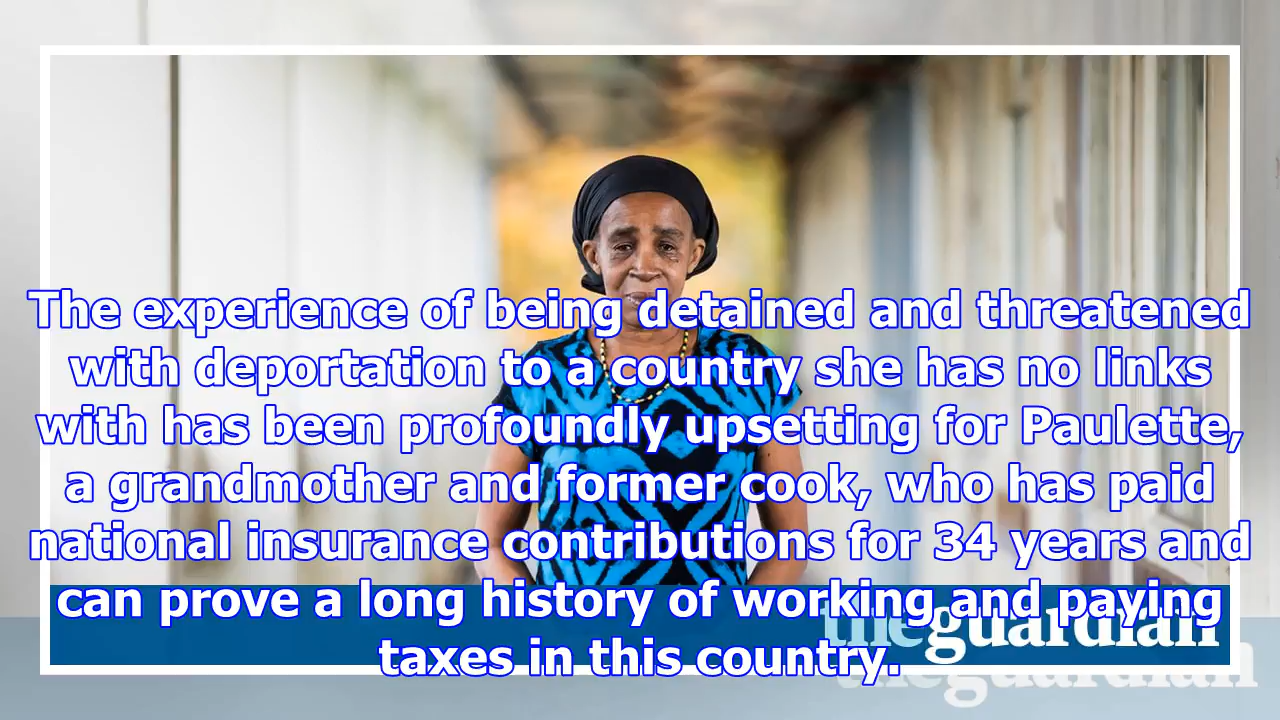 The experience of being detained and threatened
with deportation to a country she has no links
with has been profoundly upsetting for Paulette,
a grandmother and former cook, who has paid
national insurance contributions for 34 years and
can prove a long history of working and paying
taxes in this country.
theguardian
theguardian